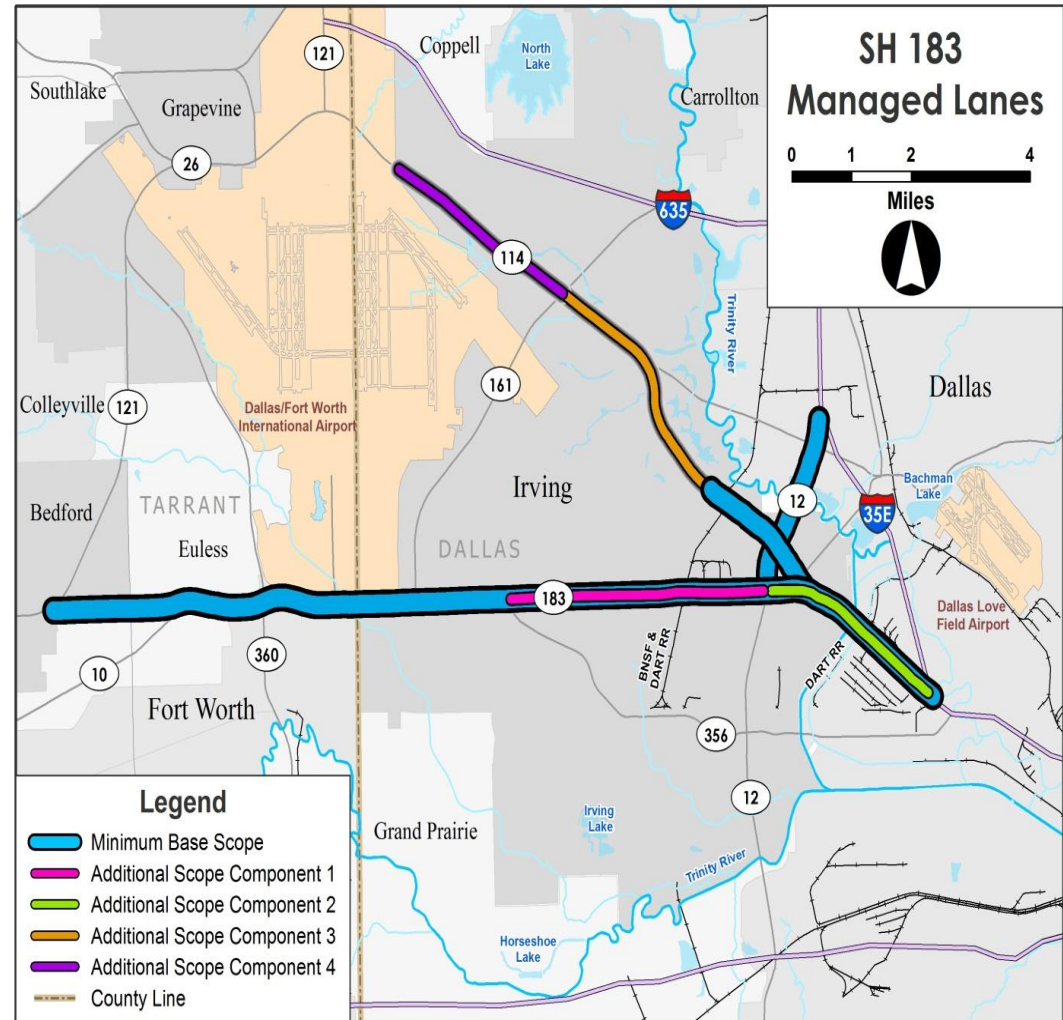 SH 183
Managed Lanes
0 1 2 4
Miles
121
Coppell
North
Lake
Carrollton
Southlake
Grapevine
26
635
114
Trinity River
161
Colleyville
121
Dallas/Fort Worth
International Airport
Dallas
Irving
Bachman
Lake
12
35E
Bedford
TARRANT
Euless
DALLAS
183
Dallas Love
Field Airport
BNSF &
DART RR
DART RR
10
360
Fort Worth
356
12
Irving
Lake
Grand Prairie
Trinity River
Horseshoe
Lake
Legend
Minimum Base Scope
Additional Scope Component 1
Additional Scope Component 2
Additional Scope Component 3
Additional Scope Component 4
County Line